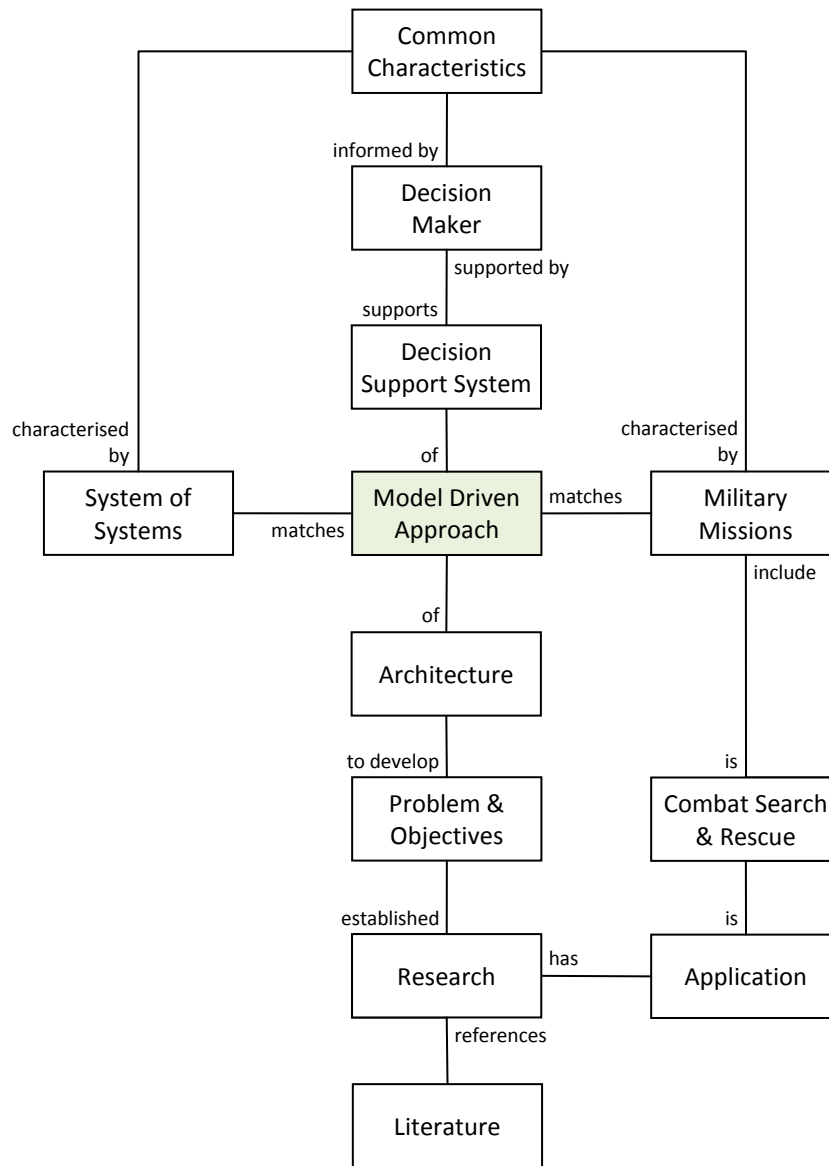 Common
Characteristics
informed by
Decision
Maker
supported by
supports
Decision
Support System
characterised
by
of
characterised
by
System of
Systems
matches
Model Driven
Approach
matches
Military
Missions
include
of
Architecture
to develop
is
Problem &
Objectives
Combat Search
& Rescue
established
is
Research
has
Application
references
Literature